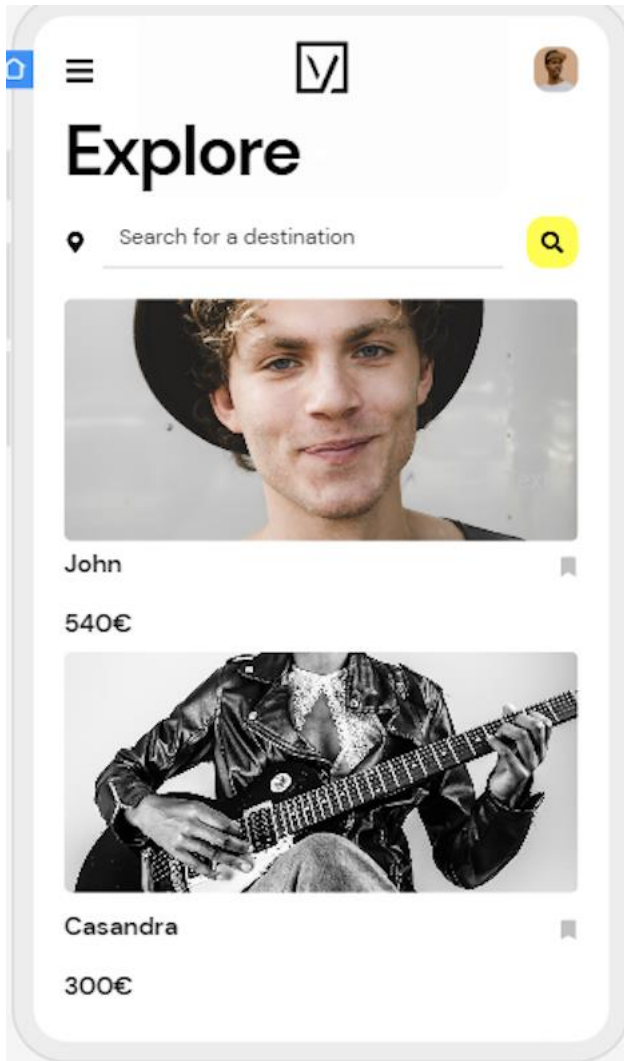 Explore
Search for a destination
John
540€
Casandra
300€